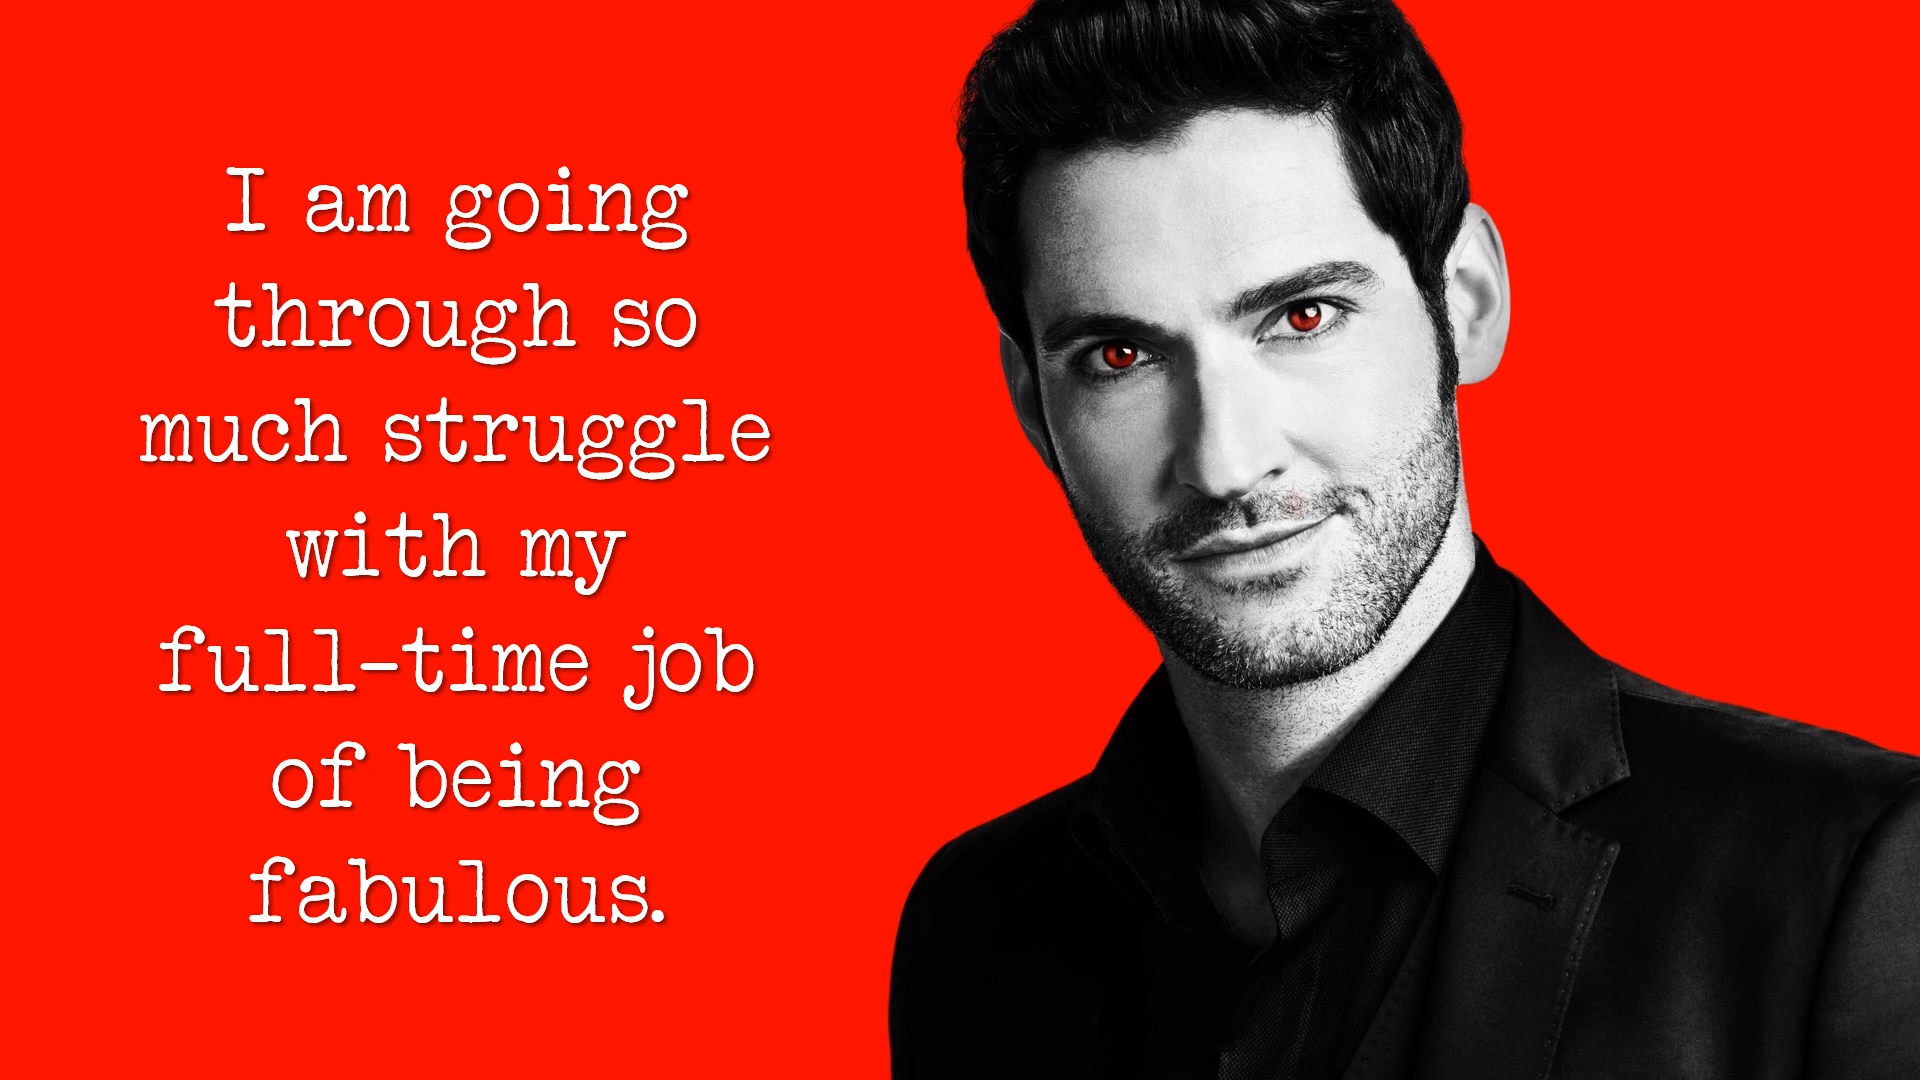 I am going
through so
much struggle
with my
full-time job
of being
fabulous.